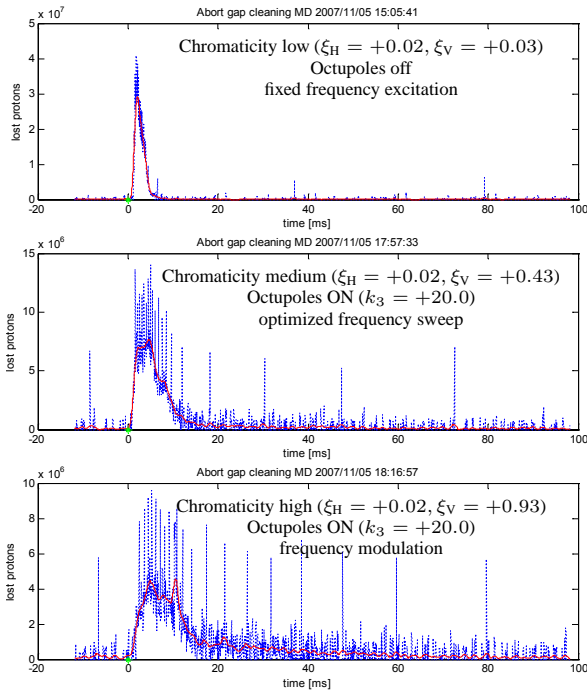 Abort gap cleaning MD 2007/11/05 15:05:41
x 10⁷
Chromaticity low (ξH = +0.02, ξV = +0.03)
Octupoles off
fixed frequency excitation
lost protons
5
4
3
2
1
0
-20 0 20 40 60 80 100
time [ms]
Abort gap cleaning MD 2007/11/05 17:57:33
x 10⁶
Chromaticity medium (ξH = +0.02, ξV = +0.43)
Octupoles ON (k3 = +20.0)
optimized frequency sweep
lost protons
15
10
5
0
-20 0 20 40 60 80 100
time [ms]
Abort gap cleaning MD 2007/11/05 18:16:57
x 10⁶
Chromaticity high (ξH = +0.02, ξV = +0.93)
Octupoles ON (k3 = +20.0)
frequency modulation
lost protons
10
8
6
4
2
0
-20 0 20 40 60 80 100
time [ms]